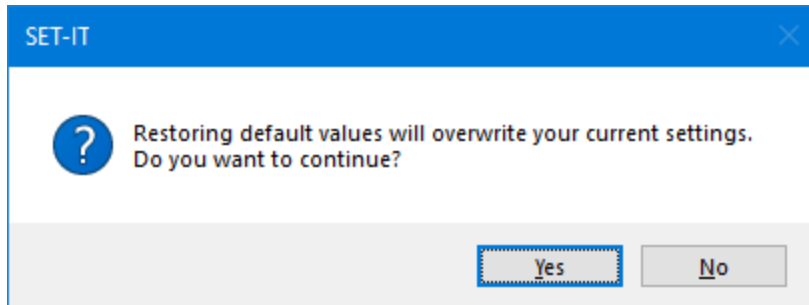 SET-IT
Restoring default values will overwrite your current settings.
Do you want to continue?
Yes
No